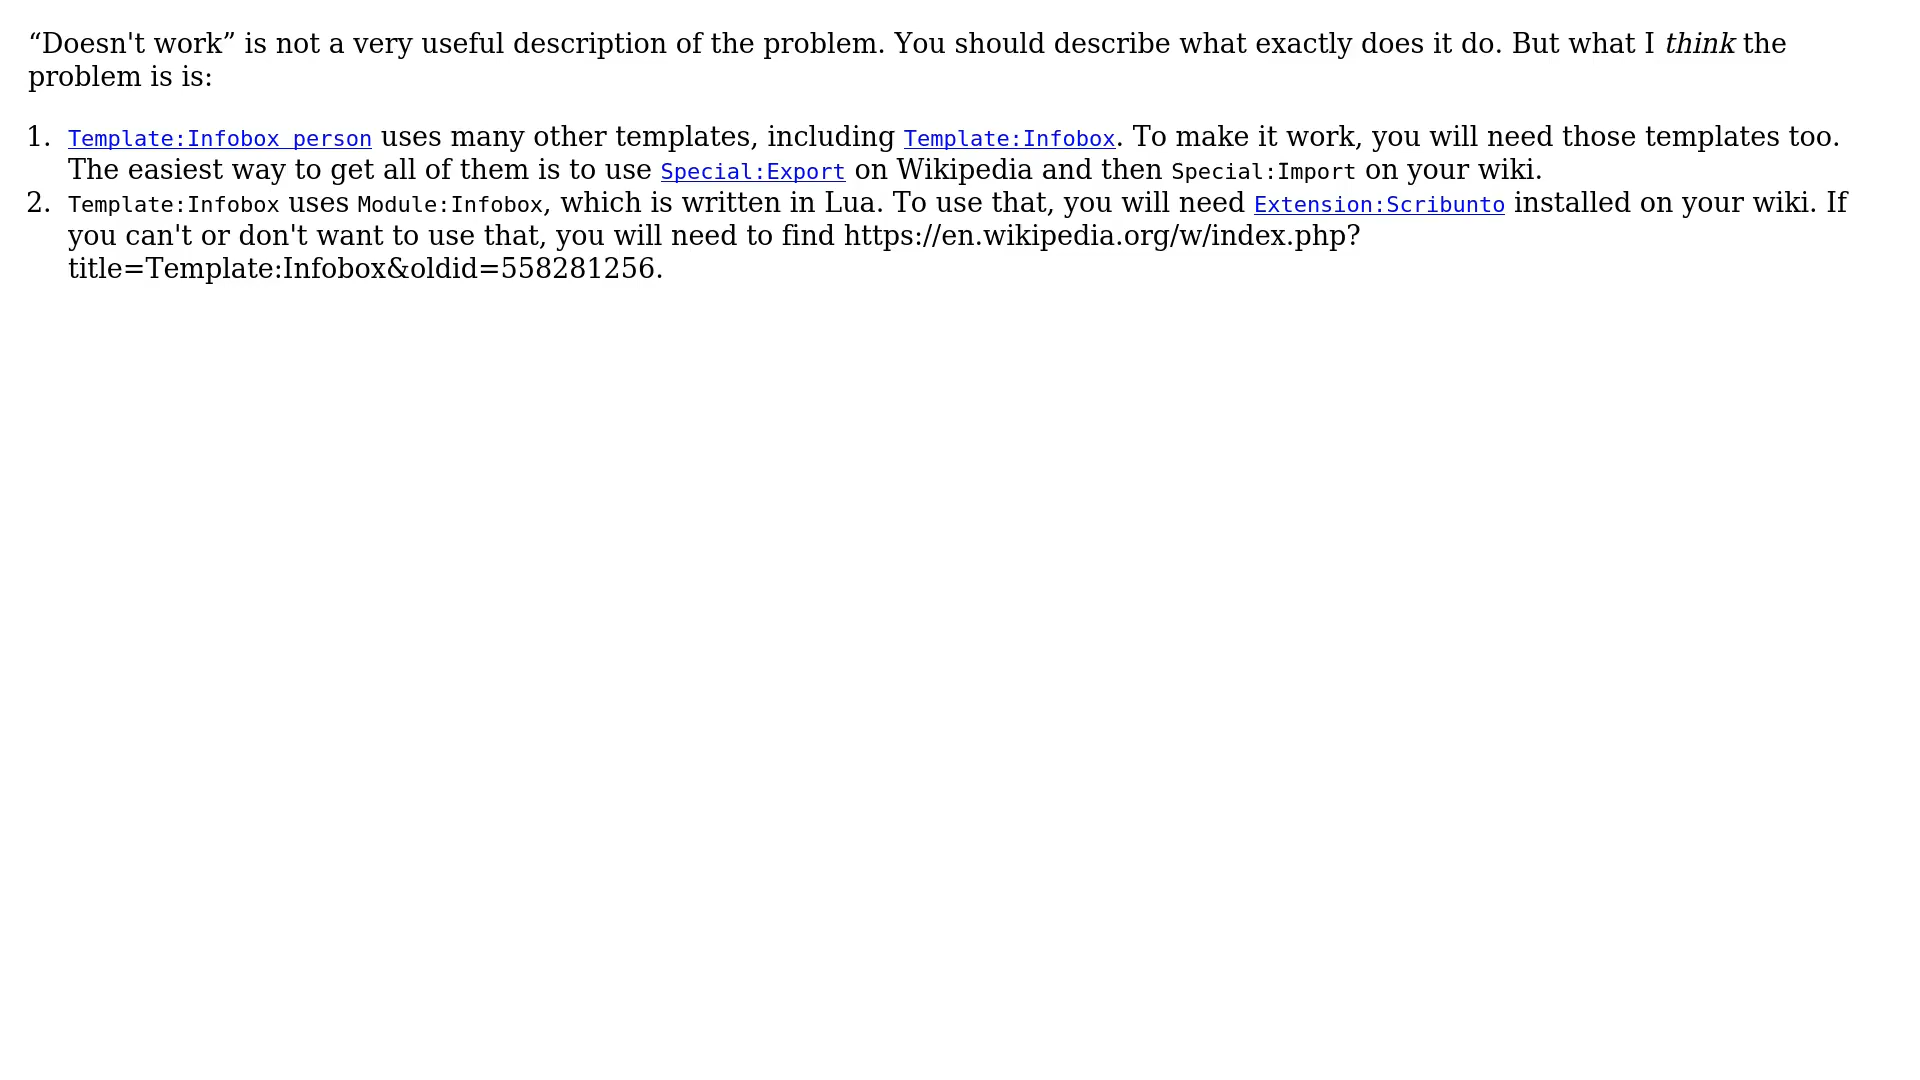 “Doesn't work” is not a very useful description of the problem. You should describe what exactly does it do. But what I think the
problem is is:
1. Template:Infobox person uses many other templates, including Template:Infobox. To make it work, you will need those templates too.
The easiest way to get all of them is to use Special:Export on Wikipedia and then Special:Import on your wiki.
2. Template:Infobox uses Module:Infobox, which is written in Lua. To use that, you will need Extension:Scribunto installed on your wiki. If
you can't or don't want to use that, you will need to find https://en.wikipedia.org/w/index.php?
title=Template:Infobox&oldid=558281256.